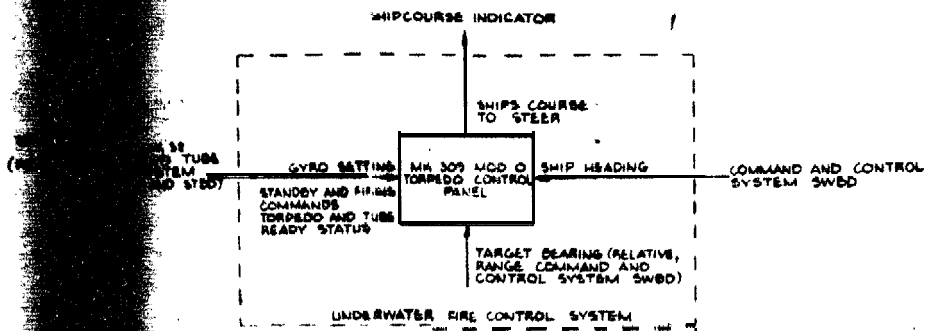 SHIPCOURSE INDICATOR
SHIPS COURSE
TO STEER
TUBE
STBD)
GYRO SETTING
STANDBY AND FIRING
COMMANDS
TORPEDO AND TUBE
READY STATUS
MK 309 MOD 0
TORPEDO CONTROL
PANEL
SHIP HEADING
COMMAND AND CONTROL
SYSTEM SWBD
TARGET BEARING (RELATIVE,
RANGE COMMAND AND
CONTROL SYSTEM SWBD)
UNDERWATER FIRE CONTROL SYSTEM